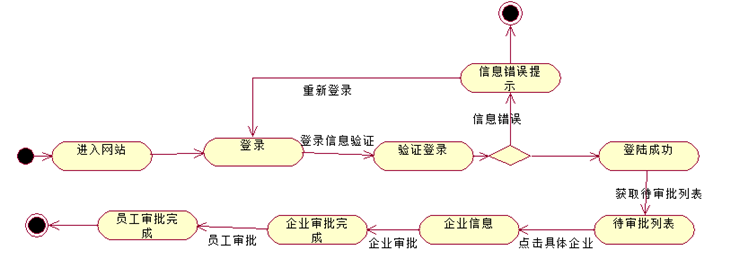 信息错误提
示
重新登录
信息错误
进入网站
登录
登录信息验证
验证登录
登陆成功
获取待审批列表
员工审批完
成
员工审批
企业审批完
成
企业审批
企业信息
点击具体企业
待审批列表